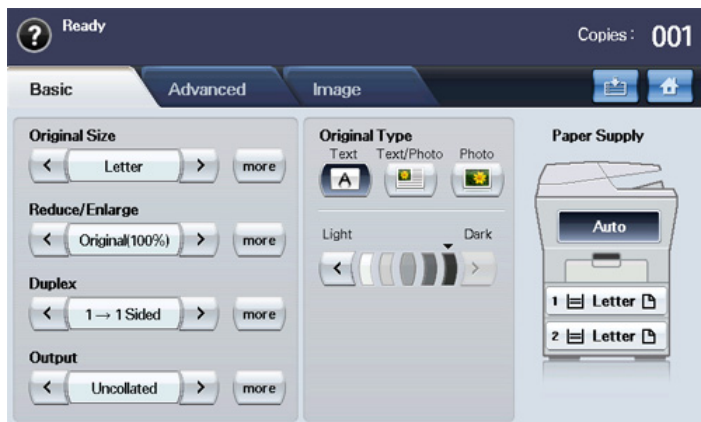 ? Ready
Copies : 001
Basic
Advanced
Image
Original Size
< Letter > more
Reduce/Enlarge
< Original(100%) > more
Duplex
< 1 → 1 Sided > more
Output
< Uncollated > more
Original Type
Text Text/Photo Photo
A
Light Dark
< >
Paper Supply
Auto
1 Letter
2 Letter